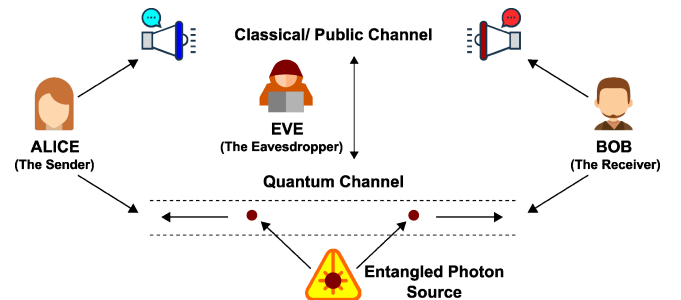 Classical/ Public Channel
EVE
(The Eavesdropper)
ALICE
(The Sender)
BOB
(The Receiver)
Quantum Channel
Entangled Photon
Source